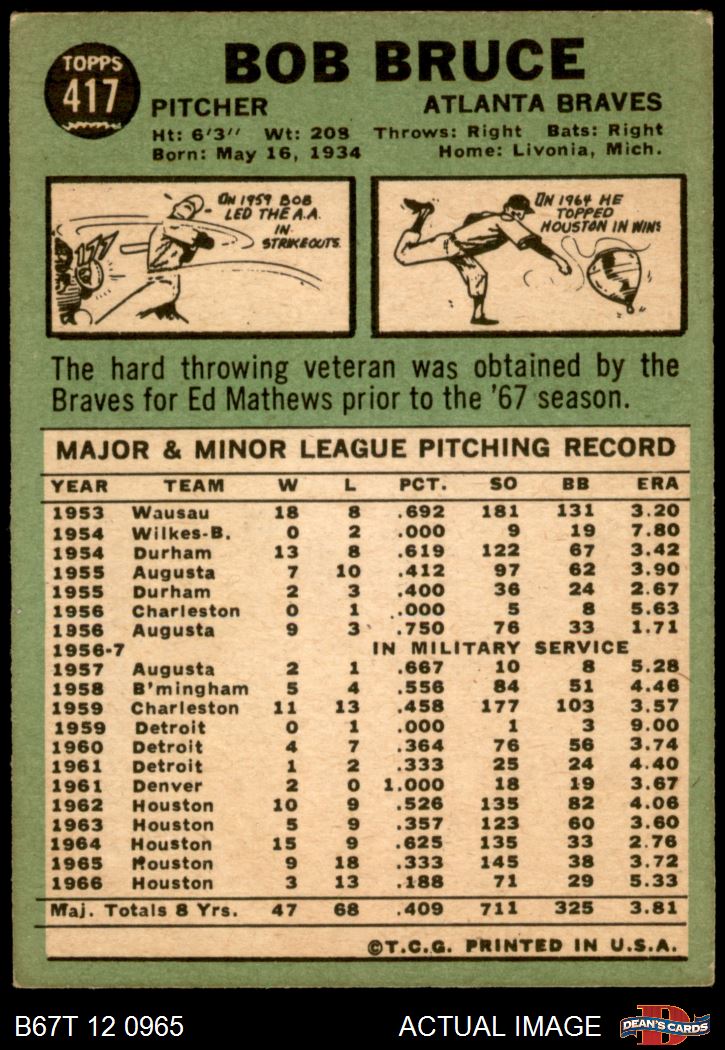 TOPPS
417
BOB BRUCE
PITCHER ATLANTA BRAVES
Ht: 6'3" Wt: 208 Throws: Right Bats: Right
Born: May 16, 1934 Home: Livonia, Mich.
ON 1959 BOB
LED THE A.A.
IN
STRIKEOUTS.
IN 1964 HE
TOPPED
HOUSTON IN WINS
The hard throwing veteran was obtained by the
Braves for Ed Mathews prior to the '67 season.
MAJOR & MINOR LEAGUE PITCHING RECORD
YEAR TEAM W L PCT. SO BB ERA
1953 Wausau 18 8 .692 181 131 3.20
1954 Wilkes-B. 0 2 .000 9 19 7.80
1954 Durham 13 8 .619 122 67 3.42
1955 Augusta 7 10 .412 97 62 3.90
1955 Durham 2 3 .400 36 24 2.67
1956 Charleston 0 1 .000 5 8 5.63
1956 Augusta 9 3 .750 76 33 1.71
1956-7 IN MILITARY SERVICE
1957 Augusta 2 1 .667 10 8 5.28
1958 B'mingham 5 4 .556 84 51 4.46
1959 Charleston 11 13 .458 177 103 3.57
1959 Detroit 0 1 .000 1 3 9.00
1960 Detroit 4 7 .364 76 56 3.74
1961 Detroit 1 2 .333 25 24 4.40
1961 Denver 2 0 1.000 18 19 3.67
1962 Houston 10 9 .526 135 82 4.06
1963 Houston 5 9 .357 123 60 3.60
1964 Houston 15 9 .625 135 33 2.76
1965 Houston 9 18 .333 145 38 3.72
1966 Houston 3 13 .188 71 29 5.33
Maj. Totals 8 Yrs. 47 68 .409 711 325 3.81
©T.C.G. PRINTED IN U.S.A.
B67T 12 0965 ACTUAL IMAGE
D
DEAN'S CARDS